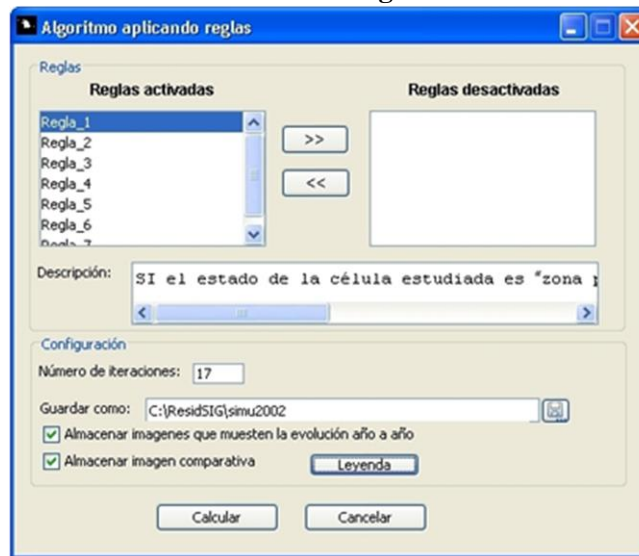 Algoritmo aplicando reglas
Reglas
Reglas activadas
Reglas desactivadas
Regla_1
Regla_2
Regla_3
Regla_4
Regla_5
Regla_6
Regla_7
>>
<<
Descripción:
SI el estado de la célula estudiada es "zona
Configuración
Número de iteraciones: 17
Guardar como: C:\ResidSIG\simu2002
Almacenar imagenes que muesten la evolución año a año
Almacenar imagen comparativa
Leyenda
Calcular
Cancelar